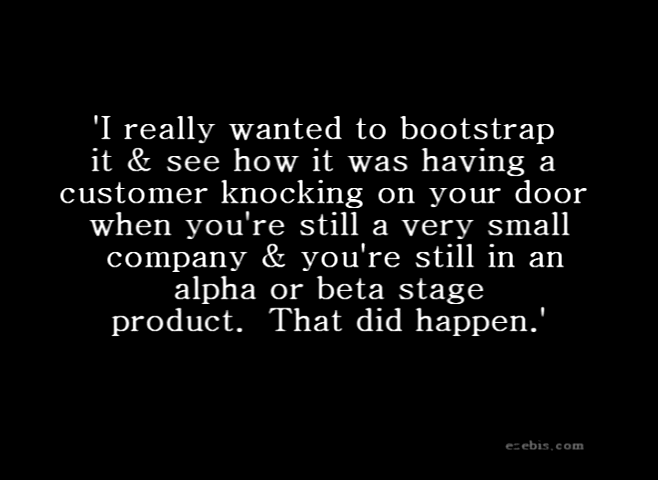 'I really wanted to bootstrap
it & see how it was having a
customer knocking on your door
when you're still a very small
company & you're still in an
alpha or beta stage
product.  That did happen.'
ezebis.com